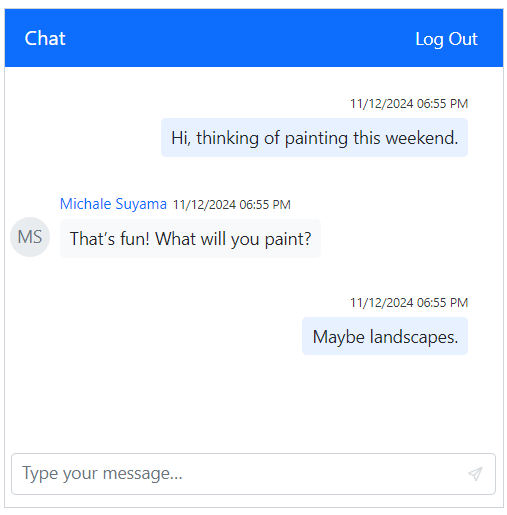 Chat
Log Out
11/12/2024 06:55 PM
Hi, thinking of painting this weekend.
Michale Suyama 11/12/2024 06:55 PM
MS
That's fun! What will you paint?
11/12/2024 06:55 PM
Maybe landscapes.
Type your message...